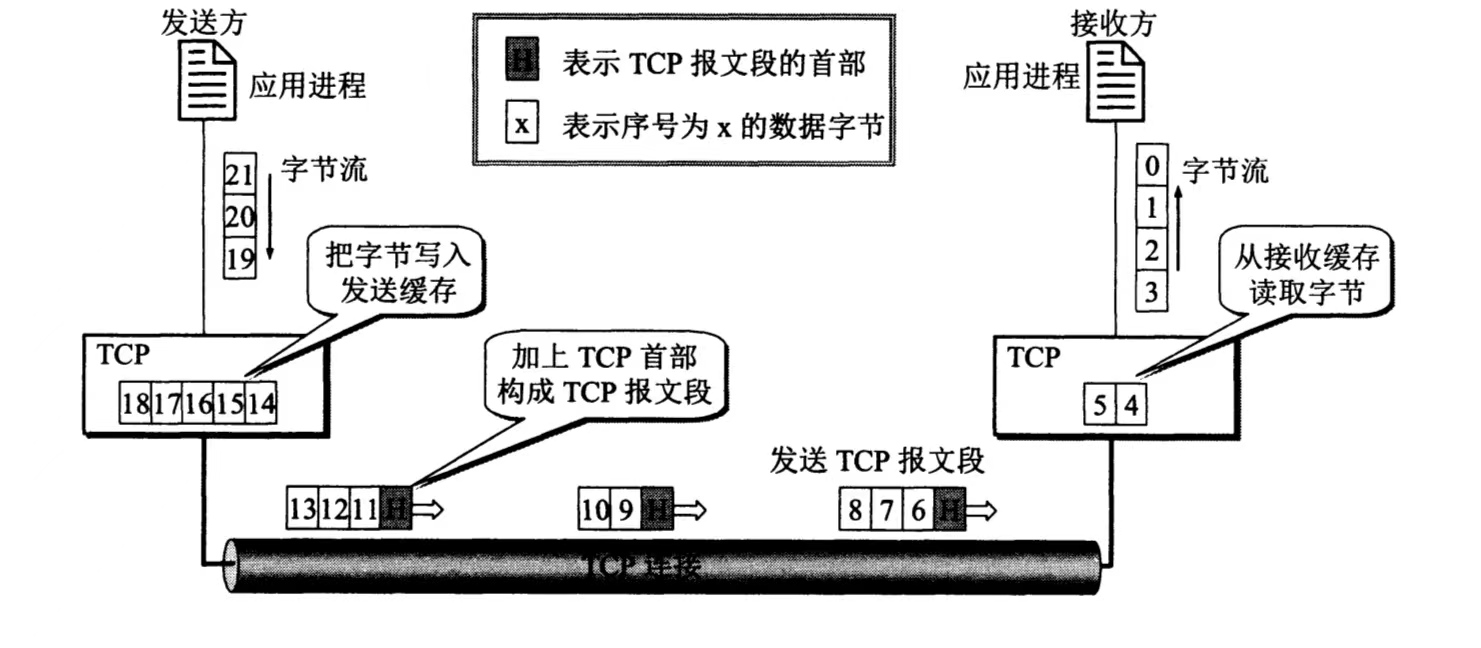 发送方
接收方
H 表示 TCP 报文段的首部
x 表示序号为 x 的数据字节
应用进程
应用进程
21
20
19
字节流
0
1
2
3
字节流
把字节写入
发送缓存
从接收缓存
读取字节
TCP
18 17 16 15 14
加上 TCP 首部
构成 TCP 报文段
TCP
5 4
发送 TCP 报文段
13 12 11 H
10 9 H
8 7 6 H
TCP 连接